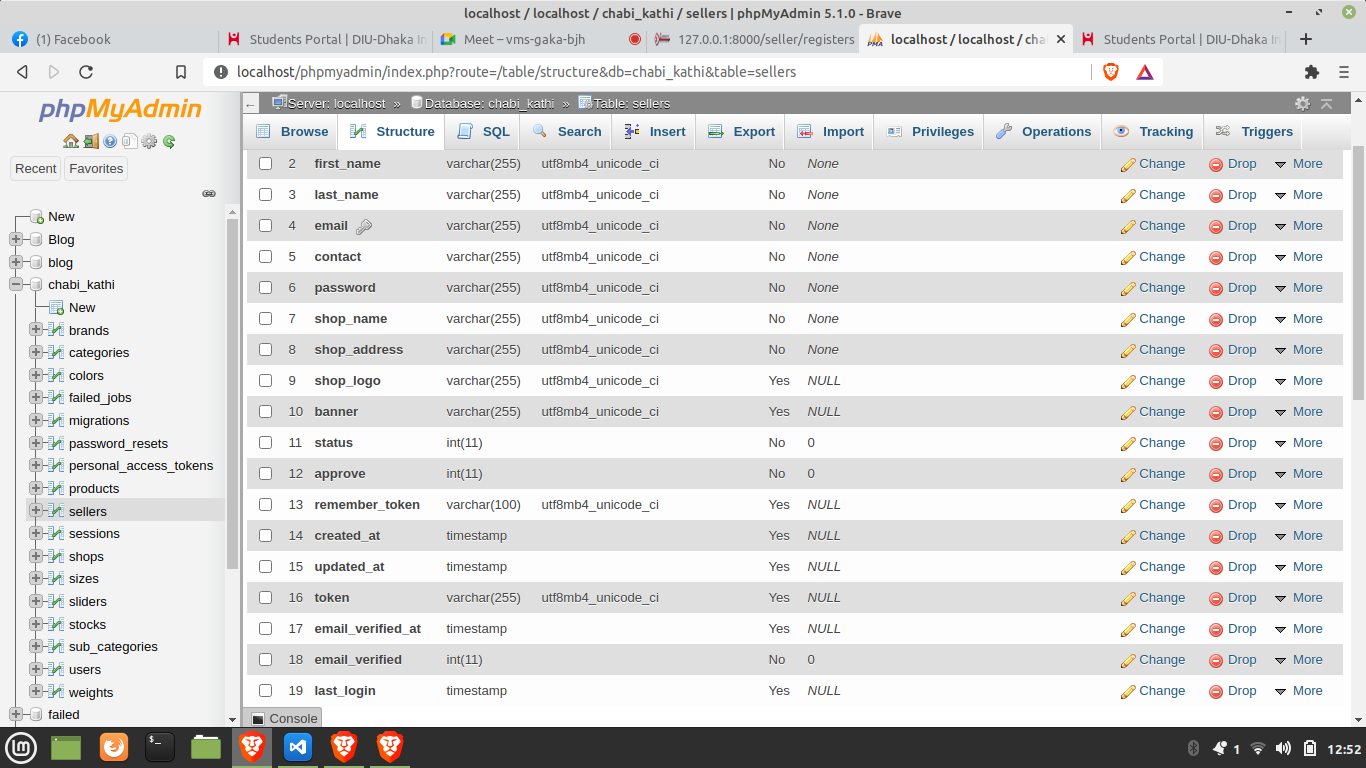 localhost / localhost / chabi_kathi / sellers | phpMyAdmin 5.1.0 - Brave
(1) Facebook
Students Portal | DIU-Dhaka In
Meet – vms-gaka-bjh
127.0.0.1:8000/seller/registers
localhost / localhost / cha
Students Portal | DIU-Dhaka In
localhost/phpmyadmin/index.php?route=/table/structure&db=chabi_kathi&table=sellers
phpMyAdmin
Recent Favorites
New
Blog
blog
chabi_kathi
New
brands
categories
colors
failed_jobs
migrations
password_resets
personal_access_tokens
products
sellers
sessions
shops
sizes
sliders
stocks
sub_categories
users
weights
failed
Server: localhost » Database: chabi_kathi » Table: sellers
Browse Structure SQL Search Insert Export Import Privileges Operations Tracking Triggers
2 first_name varchar(255) utf8mb4_unicode_ci No None Change Drop More
3 last_name varchar(255) utf8mb4_unicode_ci No None Change Drop More
4 email varchar(255) utf8mb4_unicode_ci No None Change Drop More
5 contact varchar(255) utf8mb4_unicode_ci No None Change Drop More
6 password varchar(255) utf8mb4_unicode_ci No None Change Drop More
7 shop_name varchar(255) utf8mb4_unicode_ci No None Change Drop More
8 shop_address varchar(255) utf8mb4_unicode_ci No None Change Drop More
9 shop_logo varchar(255) utf8mb4_unicode_ci Yes NULL Change Drop More
10 banner varchar(255) utf8mb4_unicode_ci Yes NULL Change Drop More
11 status int(11) No 0 Change Drop More
12 approve int(11) No 0 Change Drop More
13 remember_token varchar(100) utf8mb4_unicode_ci Yes NULL Change Drop More
14 created_at timestamp Yes NULL Change Drop More
15 updated_at timestamp Yes NULL Change Drop More
16 token varchar(255) utf8mb4_unicode_ci Yes NULL Change Drop More
17 email_verified_at timestamp Yes NULL Change Drop More
18 email_verified int(11) No 0 Change Drop More
19 last_login timestamp Yes NULL Change Drop More
Console
1 12:52